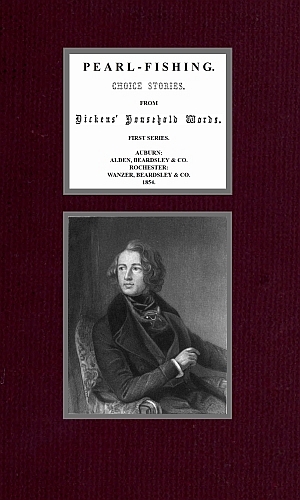 PEARL-FISHING.
CHOICE STORIES.
FROM
Dickens' Household Words.
FIRST SERIES.
AUBURN:
ALDEN, BEARDSLEY & CO.
ROCHESTER:
WANZER, BEARDSLEY & CO.
1854.